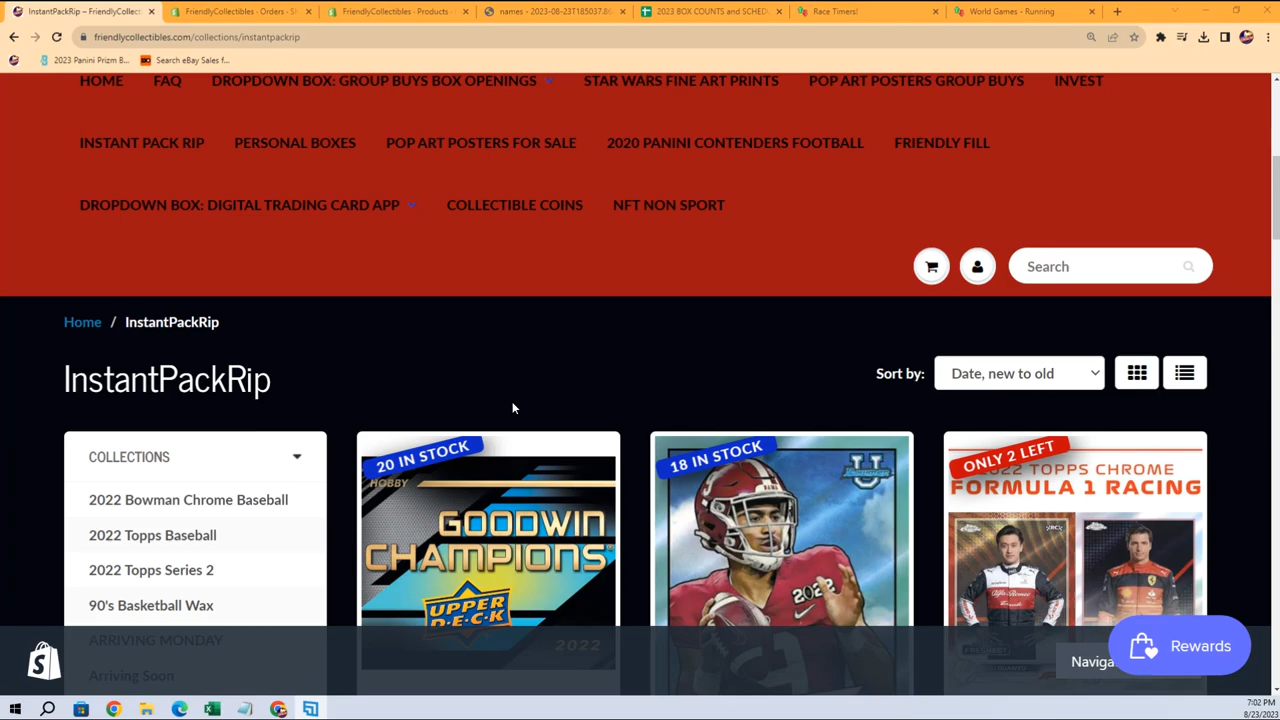 InstantPackRip – FriendlyCollect
FriendlyCollectibles - Orders - Sh
FriendlyCollectibles · Products ·
names - 2023-08-23T185037.80
2023 BOX COUNTS and SCHED
Race Timers!
World Games - Running
friendlycollectibles.com/collections/instantpackrip
2023 Panini Prizm B...
Search eBay Sales f...
HOME FAQ DROPDOWN BOX: GROUP BUYS BOX OPENINGS STAR WARS FINE ART PRINTS POP ART POSTERS GROUP BUYS INVEST
INSTANT PACK RIP PERSONAL BOXES POP ART POSTERS FOR SALE 2020 PANINI CONTENDERS FOOTBALL FRIENDLY FILL
DROPDOWN BOX: DIGITAL TRADING CARD APP COLLECTIBLE COINS NFT NON SPORT
Search
Home / InstantPackRip
InstantPackRip
Sort by: Date, new to old
COLLECTIONS
2022 Bowman Chrome Baseball
2022 Topps Baseball
2022 Topps Series 2
90's Basketball Wax
ARRIVING MONDAY
Arriving Soon
20 IN STOCK
HOBBY
GOODWIN
CHAMPIONS
UPPER
DECK
2022
18 IN STOCK
U
2022
ONLY 2 LEFT
2022 TOPPS CHROME
FORMULA 1 RACING
Naviga
Rewards
7:02 PM
8/23/2023